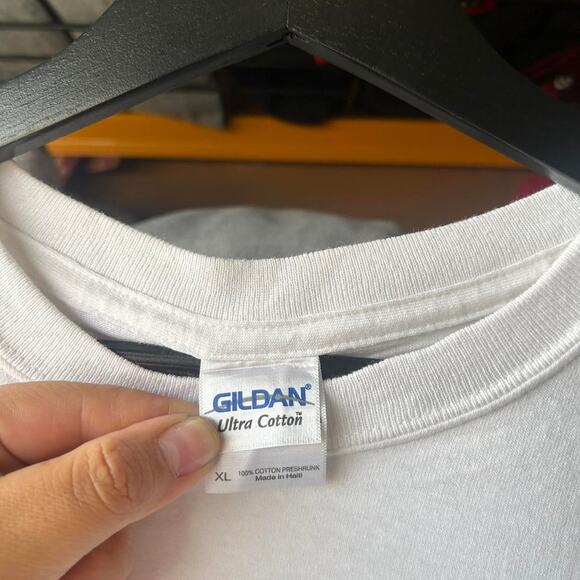 GILDAN®
Ultra Cotton™
XL 100% COTTON PRESHRUNK
Made in Haiti